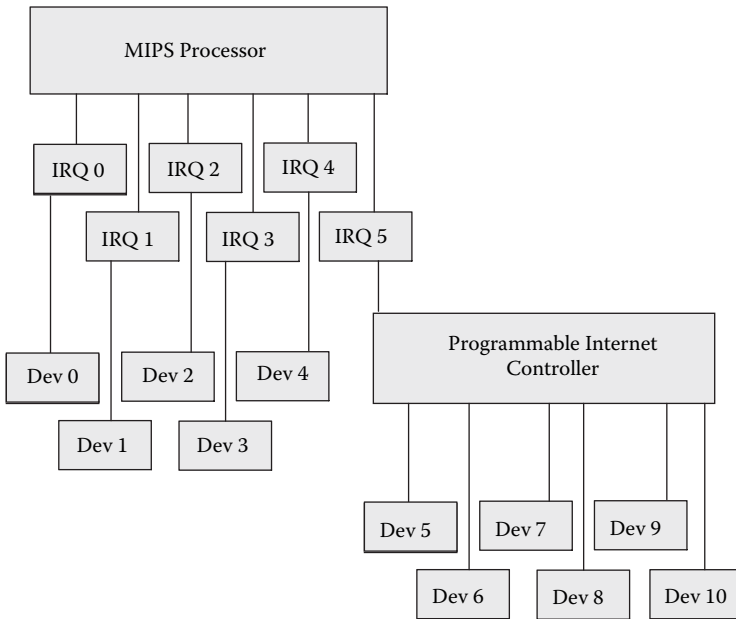 MIPS Processor
IRQ 0
IRQ 2
IRQ 4
IRQ 1
IRQ 3
IRQ 5
Programmable Internet
Controller
Dev 0
Dev 2
Dev 4
Dev 1
Dev 3
Dev 5
Dev 7
Dev 9
Dev 6
Dev 8
Dev 10